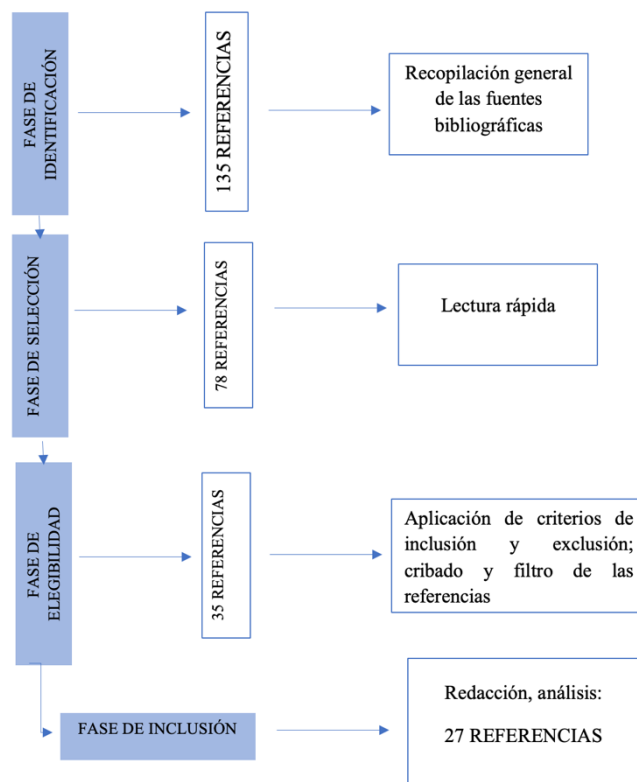 FASE DE
IDENTIFICACIÓN
135 REFERENCIAS
Recopilación general
de las fuentes
bibliográficas
FASE DE SELECCIÓN
78 REFERENCIAS
Lectura rápida
FASE DE
ELEGIBILIDAD
35 REFERENCIAS
Aplicación de criterios de
inclusión y exclusión;
cribado y filtro de las
referencias
FASE DE INCLUSIÓN
Redacción, análisis:
27 REFERENCIAS